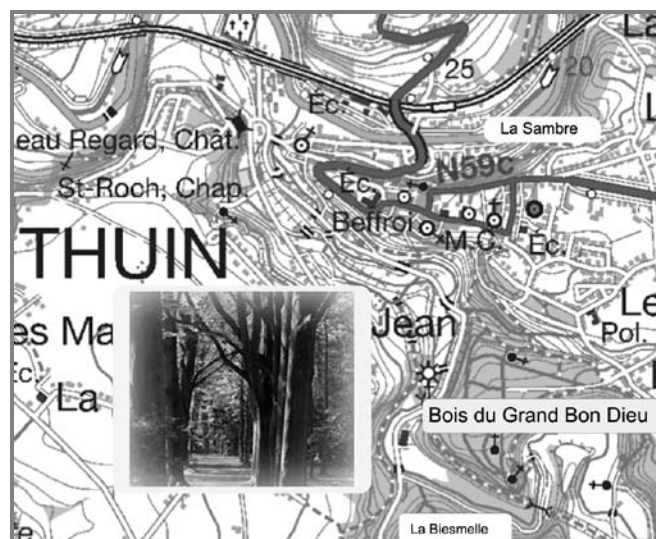 La
25
20
Éc.
L
La Sambre
eau Regard, Chât.
N59c
St-Roch, Chap.
Éc.
Beffroi
M.C.
Éc.
THUIN
Le
es Ma
Jean
Pol.
Éc.
La
Bois du Grand Bon Dieu
La Biesmelle
e